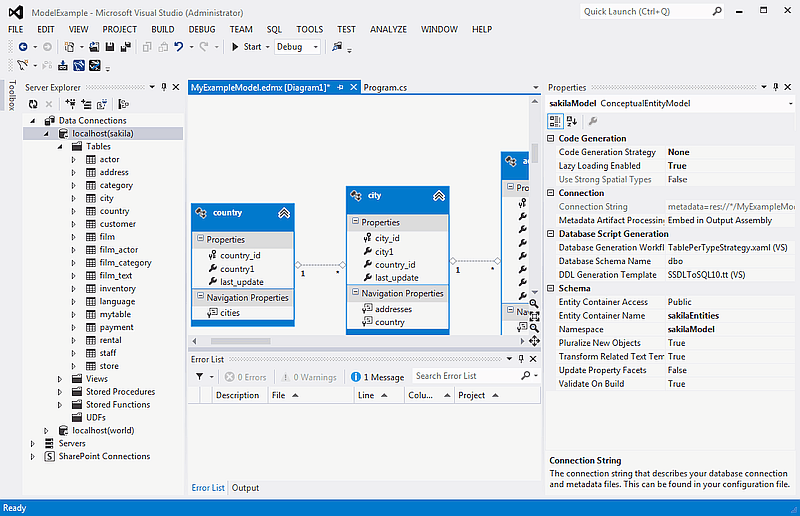 ModelExample - Microsoft Visual Studio (Administrator)
Quick Launch (Ctrl+Q)
FILE EDIT VIEW PROJECT BUILD DEBUG TEAM SQL TOOLS TEST ANALYZE WINDOW HELP
Start Debug
Toolbox
Server Explorer
Data Connections
localhost(sakila)
Tables
actor
address
category
city
country
customer
film
film_actor
film_category
film_text
inventory
language
mytable
payment
rental
staff
store
Views
Stored Procedures
Stored Functions
UDFs
localhost(world)
Servers
SharePoint Connections
MyExampleModel.edmx [Diagram1]* Program.cs
country
Properties
country_id
country1
last_update
Navigation Properties
cities
1 *
city
Properties
city_id
city1
country_id
last_update
Navigation Properties
addresses
country
1 *
Error List
0 Errors 0 Warnings 1 Message Search Error List
Description File Line Colu... Project
Error List Output
Properties
sakilaModel ConceptualEntityModel
Code Generation
Code Generation Strategy None
Lazy Loading Enabled True
Use Strong Spatial Types False
Connection
Connection String metadata=res://*/MyExampleMode
Metadata Artifact Processing Embed in Output Assembly
Database Script Generation
Database Generation Workfl TablePerTypeStrategy.xaml (VS)
Database Schema Name dbo
DDL Generation Template SSDLToSQL10.tt (VS)
Schema
Entity Container Access Public
Entity Container Name sakilaEntities
Namespace sakilaModel
Pluralize New Objects True
Transform Related Text Tem True
Update Property Facets False
Validate On Build True
Connection String
The connection string that describes your database connection
and metadata files. This can be found in your configuration file.
Ready